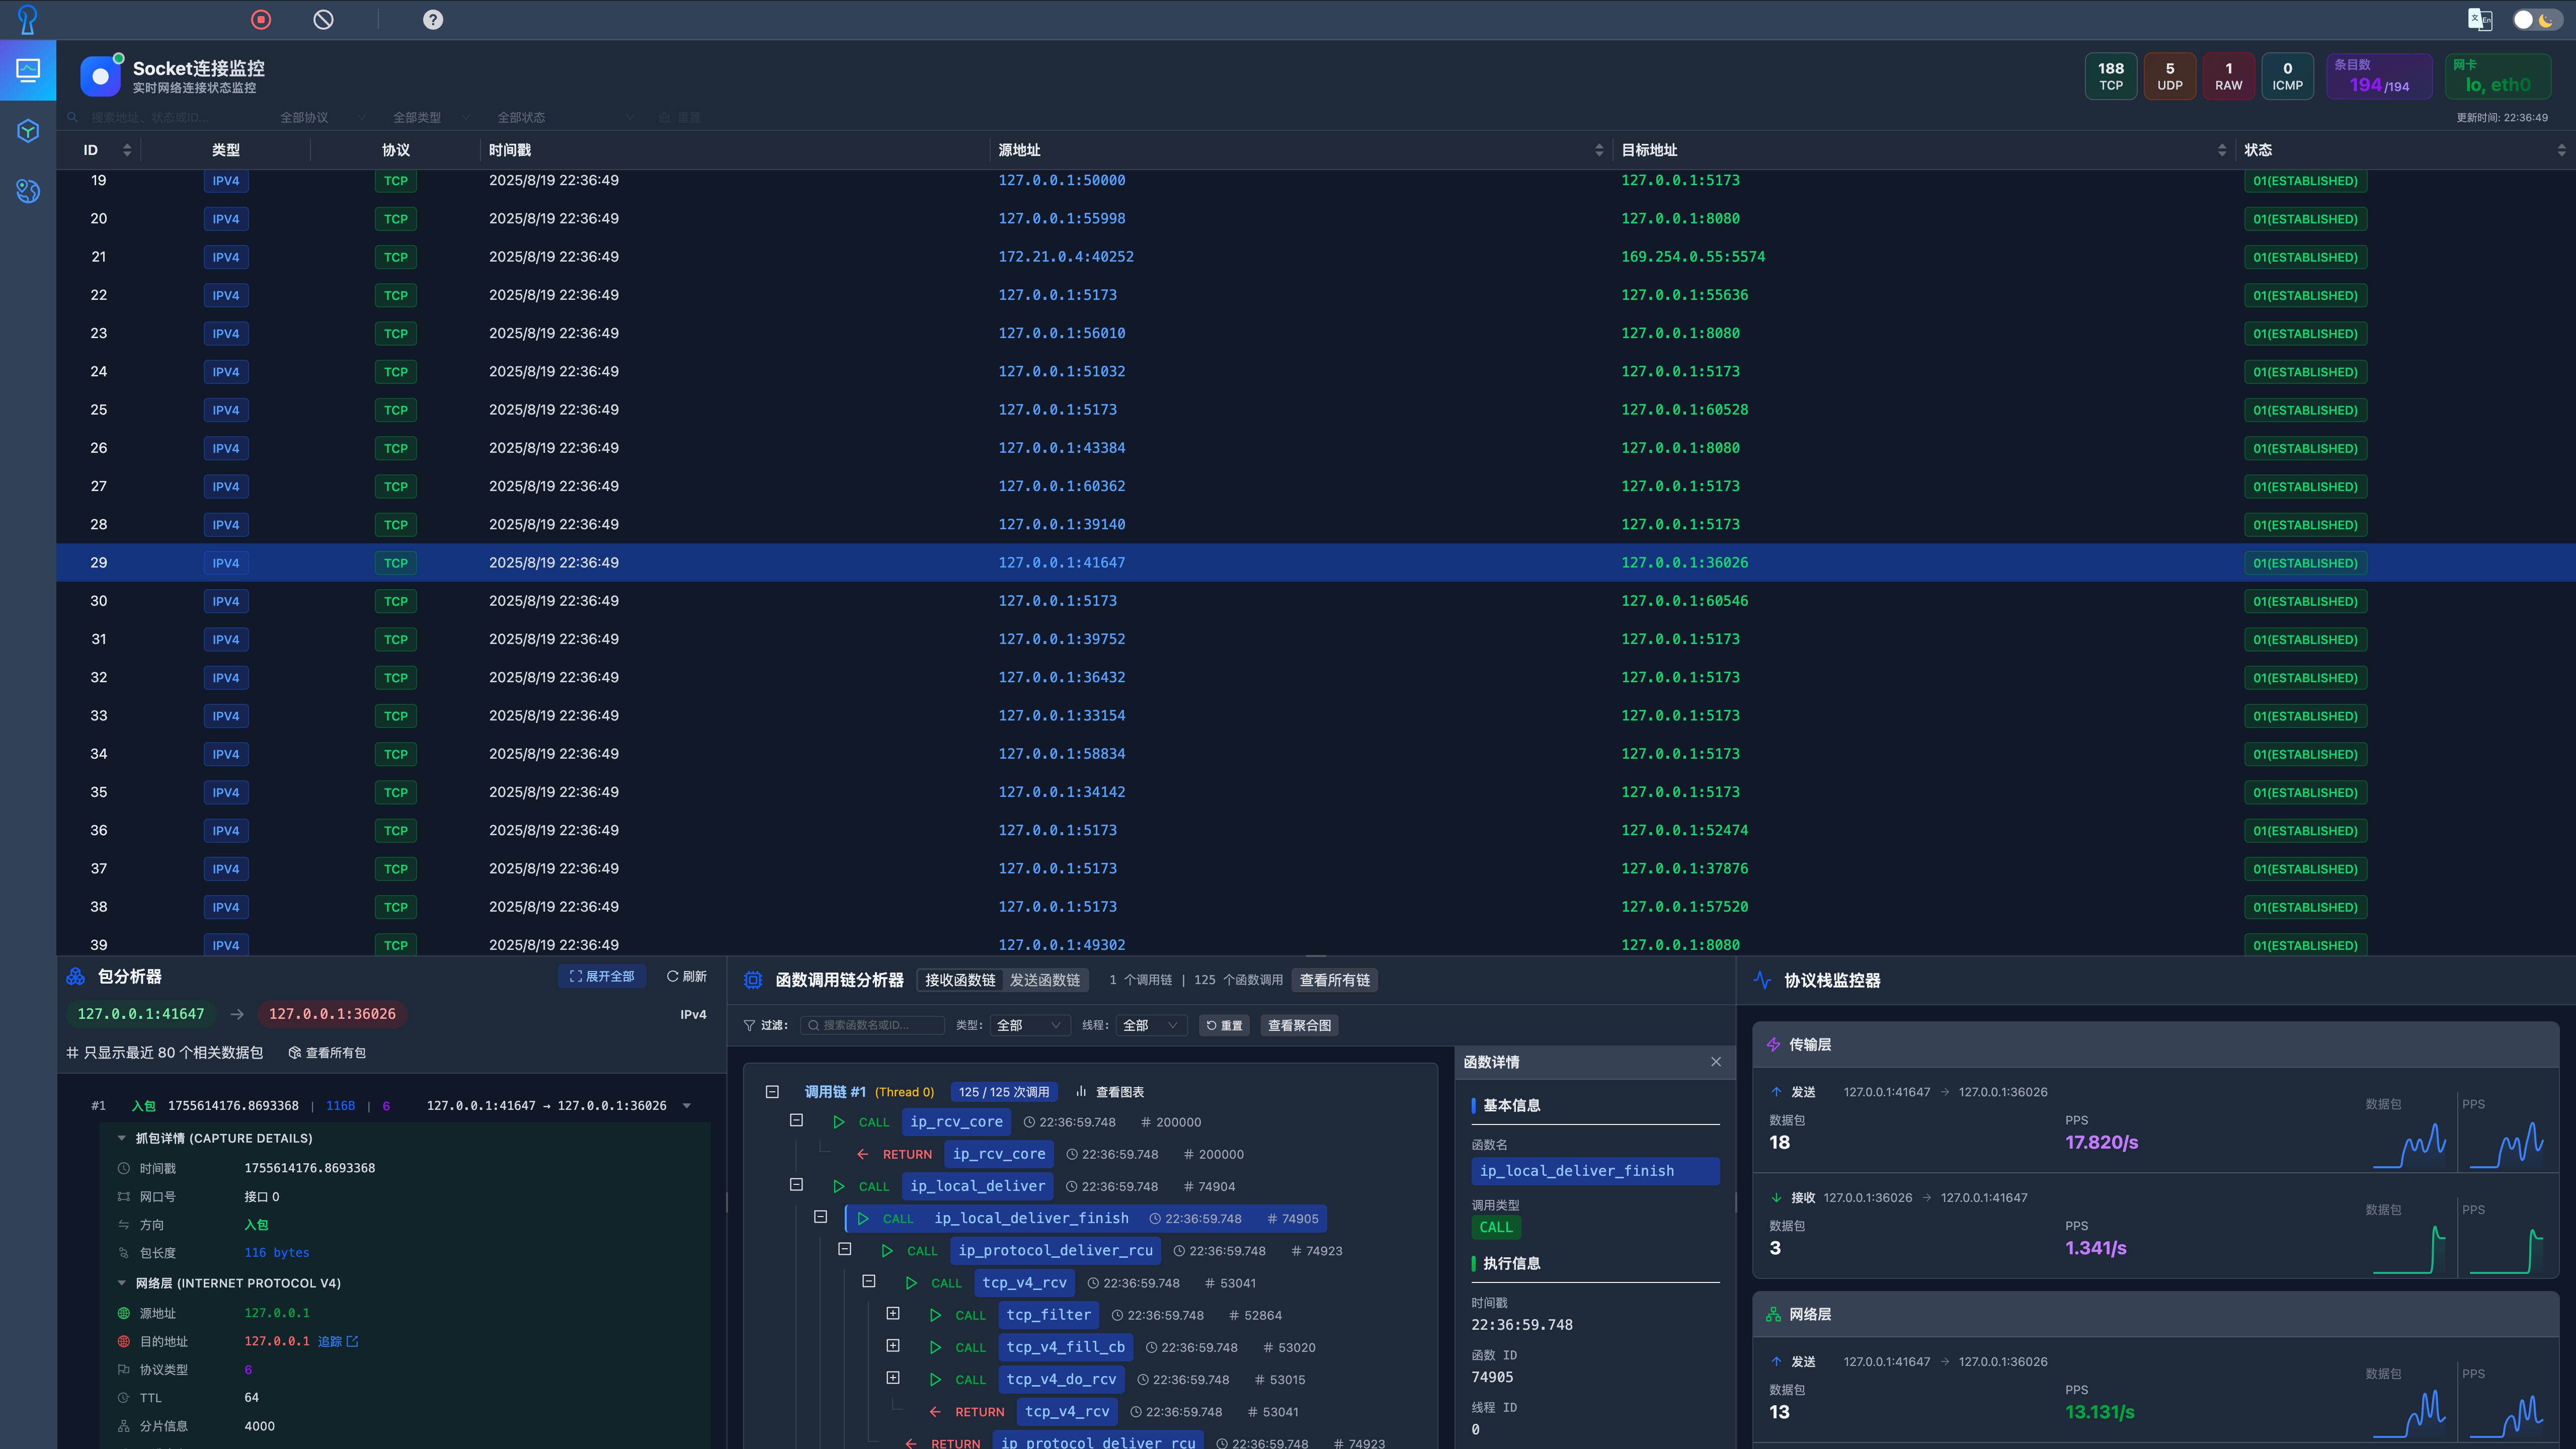 ?
文 En
Socket连接监控
实时网络连接状态监控
188 TCP
5 UDP
1 RAW
0 ICMP
条目数 194/194
网卡 lo, eth0
搜索地址、状态或ID... 全部协议 全部类型 全部状态 重置
更新时间: 22:36:49
ID 类型 协议 时间戳 源地址 目标地址 状态
19 IPV4 TCP 2025/8/19 22:36:49 127.0.0.1:50000 127.0.0.1:5173 01(ESTABLISHED)
20 IPV4 TCP 2025/8/19 22:36:49 127.0.0.1:55998 127.0.0.1:8080 01(ESTABLISHED)
21 IPV4 TCP 2025/8/19 22:36:49 172.21.0.4:40252 169.254.0.55:5574 01(ESTABLISHED)
22 IPV4 TCP 2025/8/19 22:36:49 127.0.0.1:5173 127.0.0.1:55636 01(ESTABLISHED)
23 IPV4 TCP 2025/8/19 22:36:49 127.0.0.1:56010 127.0.0.1:8080 01(ESTABLISHED)
24 IPV4 TCP 2025/8/19 22:36:49 127.0.0.1:51032 127.0.0.1:5173 01(ESTABLISHED)
25 IPV4 TCP 2025/8/19 22:36:49 127.0.0.1:5173 127.0.0.1:60528 01(ESTABLISHED)
26 IPV4 TCP 2025/8/19 22:36:49 127.0.0.1:43384 127.0.0.1:8080 01(ESTABLISHED)
27 IPV4 TCP 2025/8/19 22:36:49 127.0.0.1:60362 127.0.0.1:5173 01(ESTABLISHED)
28 IPV4 TCP 2025/8/19 22:36:49 127.0.0.1:39140 127.0.0.1:5173 01(ESTABLISHED)
29 IPV4 TCP 2025/8/19 22:36:49 127.0.0.1:41647 127.0.0.1:36026 01(ESTABLISHED)
30 IPV4 TCP 2025/8/19 22:36:49 127.0.0.1:5173 127.0.0.1:60546 01(ESTABLISHED)
31 IPV4 TCP 2025/8/19 22:36:49 127.0.0.1:39752 127.0.0.1:5173 01(ESTABLISHED)
32 IPV4 TCP 2025/8/19 22:36:49 127.0.0.1:36432 127.0.0.1:5173 01(ESTABLISHED)
33 IPV4 TCP 2025/8/19 22:36:49 127.0.0.1:33154 127.0.0.1:5173 01(ESTABLISHED)
34 IPV4 TCP 2025/8/19 22:36:49 127.0.0.1:58834 127.0.0.1:5173 01(ESTABLISHED)
35 IPV4 TCP 2025/8/19 22:36:49 127.0.0.1:34142 127.0.0.1:5173 01(ESTABLISHED)
36 IPV4 TCP 2025/8/19 22:36:49 127.0.0.1:5173 127.0.0.1:52474 01(ESTABLISHED)
37 IPV4 TCP 2025/8/19 22:36:49 127.0.0.1:5173 127.0.0.1:37876 01(ESTABLISHED)
38 IPV4 TCP 2025/8/19 22:36:49 127.0.0.1:5173 127.0.0.1:57520 01(ESTABLISHED)
39 IPV4 TCP 2025/8/19 22:36:49 127.0.0.1:49302 127.0.0.1:8080 01(ESTABLISHED)
包分析器 展开全部 刷新
127.0.0.1:41647 → 127.0.0.1:36026 IPv4
只显示最近 80 个相关数据包 查看所有包
#1 入包 1755614176.8693368 | 116B | 6 127.0.0.1:41647 → 127.0.0.1:36026
抓包详情 (CAPTURE DETAILS)
时间戳 1755614176.8693368
网口号 接口 0
方向 入包
包长度 116 bytes
网络层 (INTERNET PROTOCOL V4)
源地址 127.0.0.1
目的地址 127.0.0.1 追踪
协议类型 6
TTL 64
分片信息 4000
函数调用链分析器 接收函数链 发送函数链 1 个调用链 | 125 个函数调用 查看所有链
过滤: 搜索函数名或ID... 类型: 全部 线程: 全部 重置 查看聚合图
调用链 #1 (Thread 0) 125 / 125 次调用 查看图表
CALL ip_rcv_core 22:36:59.748 # 200000
RETURN ip_rcv_core 22:36:59.748 # 200000
CALL ip_local_deliver 22:36:59.748 # 74904
CALL ip_local_deliver_finish 22:36:59.748 # 74905
CALL ip_protocol_deliver_rcu 22:36:59.748 # 74923
CALL tcp_v4_rcv 22:36:59.748 # 53041
CALL tcp_filter 22:36:59.748 # 52864
CALL tcp_v4_fill_cb 22:36:59.748 # 53020
CALL tcp_v4_do_rcv 22:36:59.748 # 53015
RETURN tcp_v4_rcv 22:36:59.748 # 53041
RETURN ip_protocol_deliver_rcu 22:36:59.748 # 74923
函数详情
基本信息
函数名
ip_local_deliver_finish
调用类型
CALL
执行信息
时间戳
22:36:59.748
函数 ID
74905
线程 ID
0
协议栈监控器
传输层
发送 127.0.0.1:41647 → 127.0.0.1:36026
数据包 PPS 数据包 PPS
18 17.820/s
接收 127.0.0.1:36026 → 127.0.0.1:41647
数据包 PPS 数据包 PPS
3 1.341/s
网络层
发送 127.0.0.1:41647 → 127.0.0.1:36026
数据包 PPS 数据包 PPS
13 13.131/s